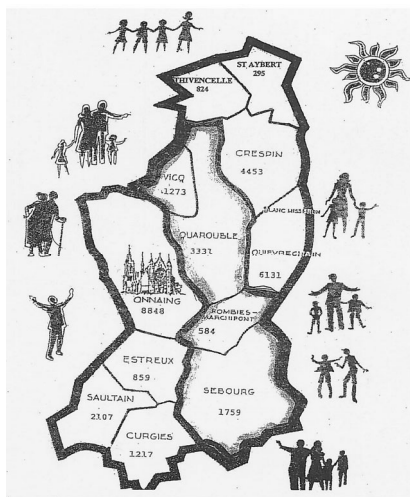 ST AYBERT
295
THIVENCELLE
824
CRESPIN
4453
VICQ
1273
BLANC MISSERON
QUAROUBLE
3331
QUIEVRECHAIN
6131
ONNAING
8848
ROMBIES-
MARCHIPONT
584
ESTREUX
859
SEBOURG
1759
SAULTAIN
2107
CURGIES
1217